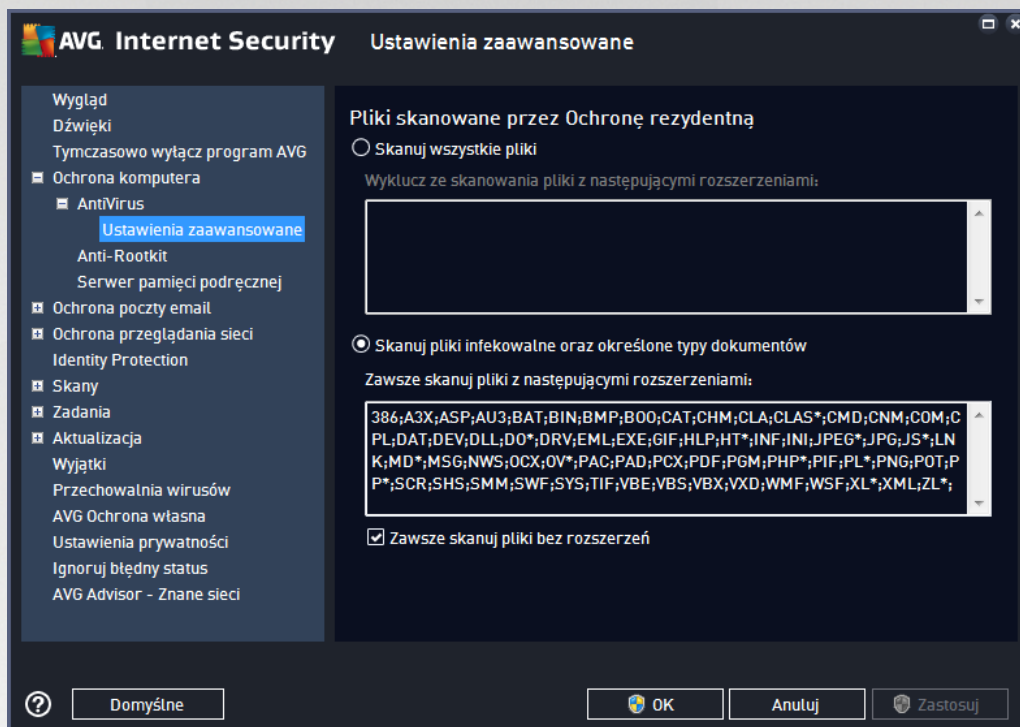 AVG. Internet Security
Ustawienia zaawansowane
Wygląd
Dźwięki
Tymczasowo wyłącz program AVG
Ochrona komputera
AntiVirus
Ustawienia zaawansowane
Anti-Rootkit
Serwer pamięci podręcznej
Ochrona poczty email
Ochrona przeglądania sieci
Identity Protection
Skany
Zadania
Aktualizacja
Wyjątki
Przechowalnia wirusów
AVG Ochrona własna
Ustawienia prywatności
Ignoruj błędny status
AVG Advisor - Znane sieci
Pliki skanowane przez Ochronę rezydentną
Skanuj wszystkie pliki
Wyklucz ze skanowania pliki z następującymi rozszerzeniami:
Skanuj pliki infekowalne oraz określone typy dokumentów
Zawsze skanuj pliki z następującymi rozszerzeniami:
386;A3X;ASP;AU3;BAT;BIN;BMP;BOO;CAT;CHM;CLA;CLAS*;CMD;CNM;COM;C
PL;DAT;DEV;DLL;DO*;DRV;EML;EXE;GIF;HLP;HT*;INF;INI;JPEG*;JPG;JS*;LN
K;MD*;MSG;NWS;OCX;OV*;PAC;PAD;PCX;PDF;PGM;PHP*;PIF;PL*;PNG;POT;P
P*;SCR;SHS;SMM;SWF;SYS;TIF;VBE;VBS;VBX;VXD;WMF;WSF;XL*;XML;ZL*;
Zawsze skanuj pliki bez rozszerzeń
Domyślne
OK
Anuluj
Zastosuj